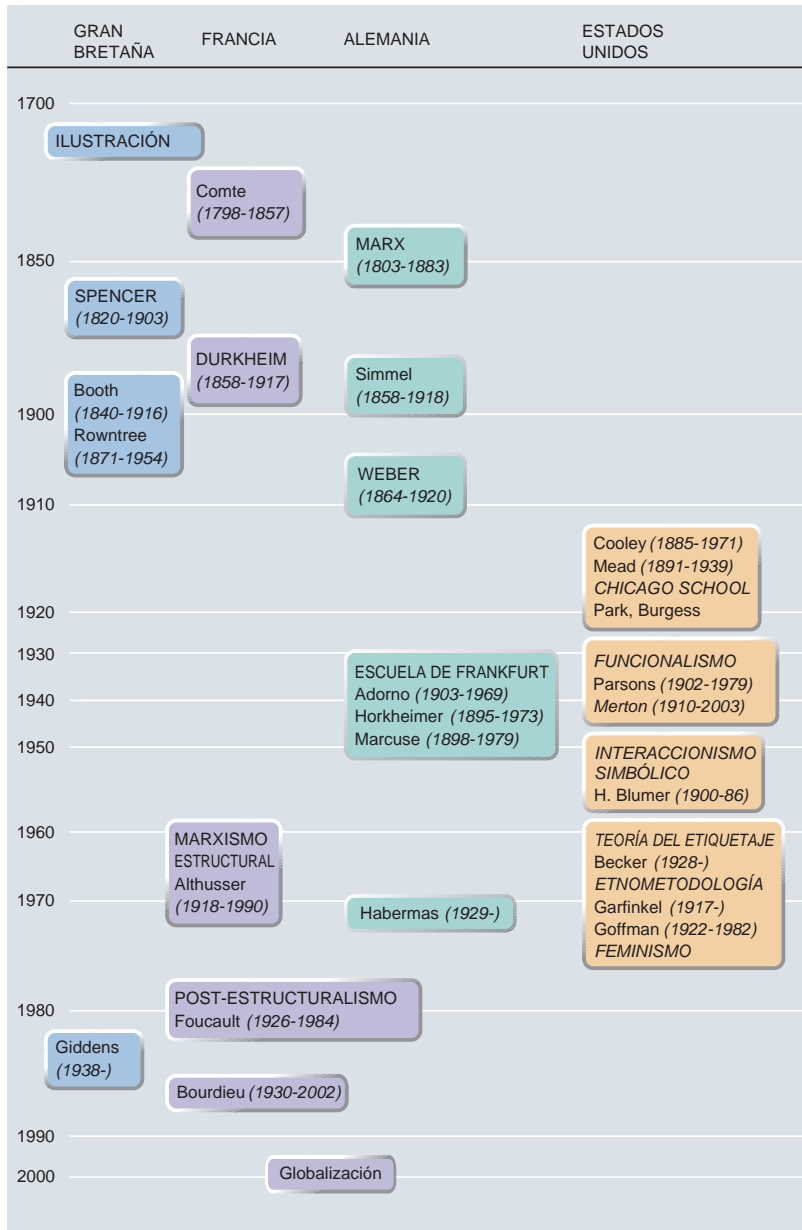 GRAN
BRETAÑA
FRANCIA
ALEMANIA
ESTADOS
UNIDOS
1700
ILUSTRACIÓN
Comte
(1798-1857)
MARX
(1803-1883)
1850
SPENCER
(1820-1903)
DURKHEIM
(1858-1917)
Simmel
(1858-1918)
Booth
(1840-1916)
Rowntree
(1871-1954)
1900
WEBER
(1864-1920)
1910
Cooley (1885-1971)
Mead (1891-1939)
CHICAGO SCHOOL
Park, Burgess
1920
1930
ESCUELA DE FRANKFURT
Adorno (1903-1969)
Horkheimer (1895-1973)
Marcuse (1898-1979)
FUNCIONALISMO
Parsons (1902-1979)
Merton (1910-2003)
1940
1950
INTERACCIONISMO
SIMBÓLICO
H. Blumer (1900-86)
1960
MARXISMO
ESTRUCTURAL
Althusser
(1918-1990)
TEORÍA DEL ETIQUETAJE
Becker (1928-)
ETNOMETODOLOGÍA
Garfinkel (1917-)
Goffman (1922-1982)
FEMINISMO
1970
Habermas (1929-)
POST-ESTRUCTURALISMO
Foucault (1926-1984)
1980
Giddens
(1938-)
Bourdieu (1930-2002)
1990
Globalización
2000